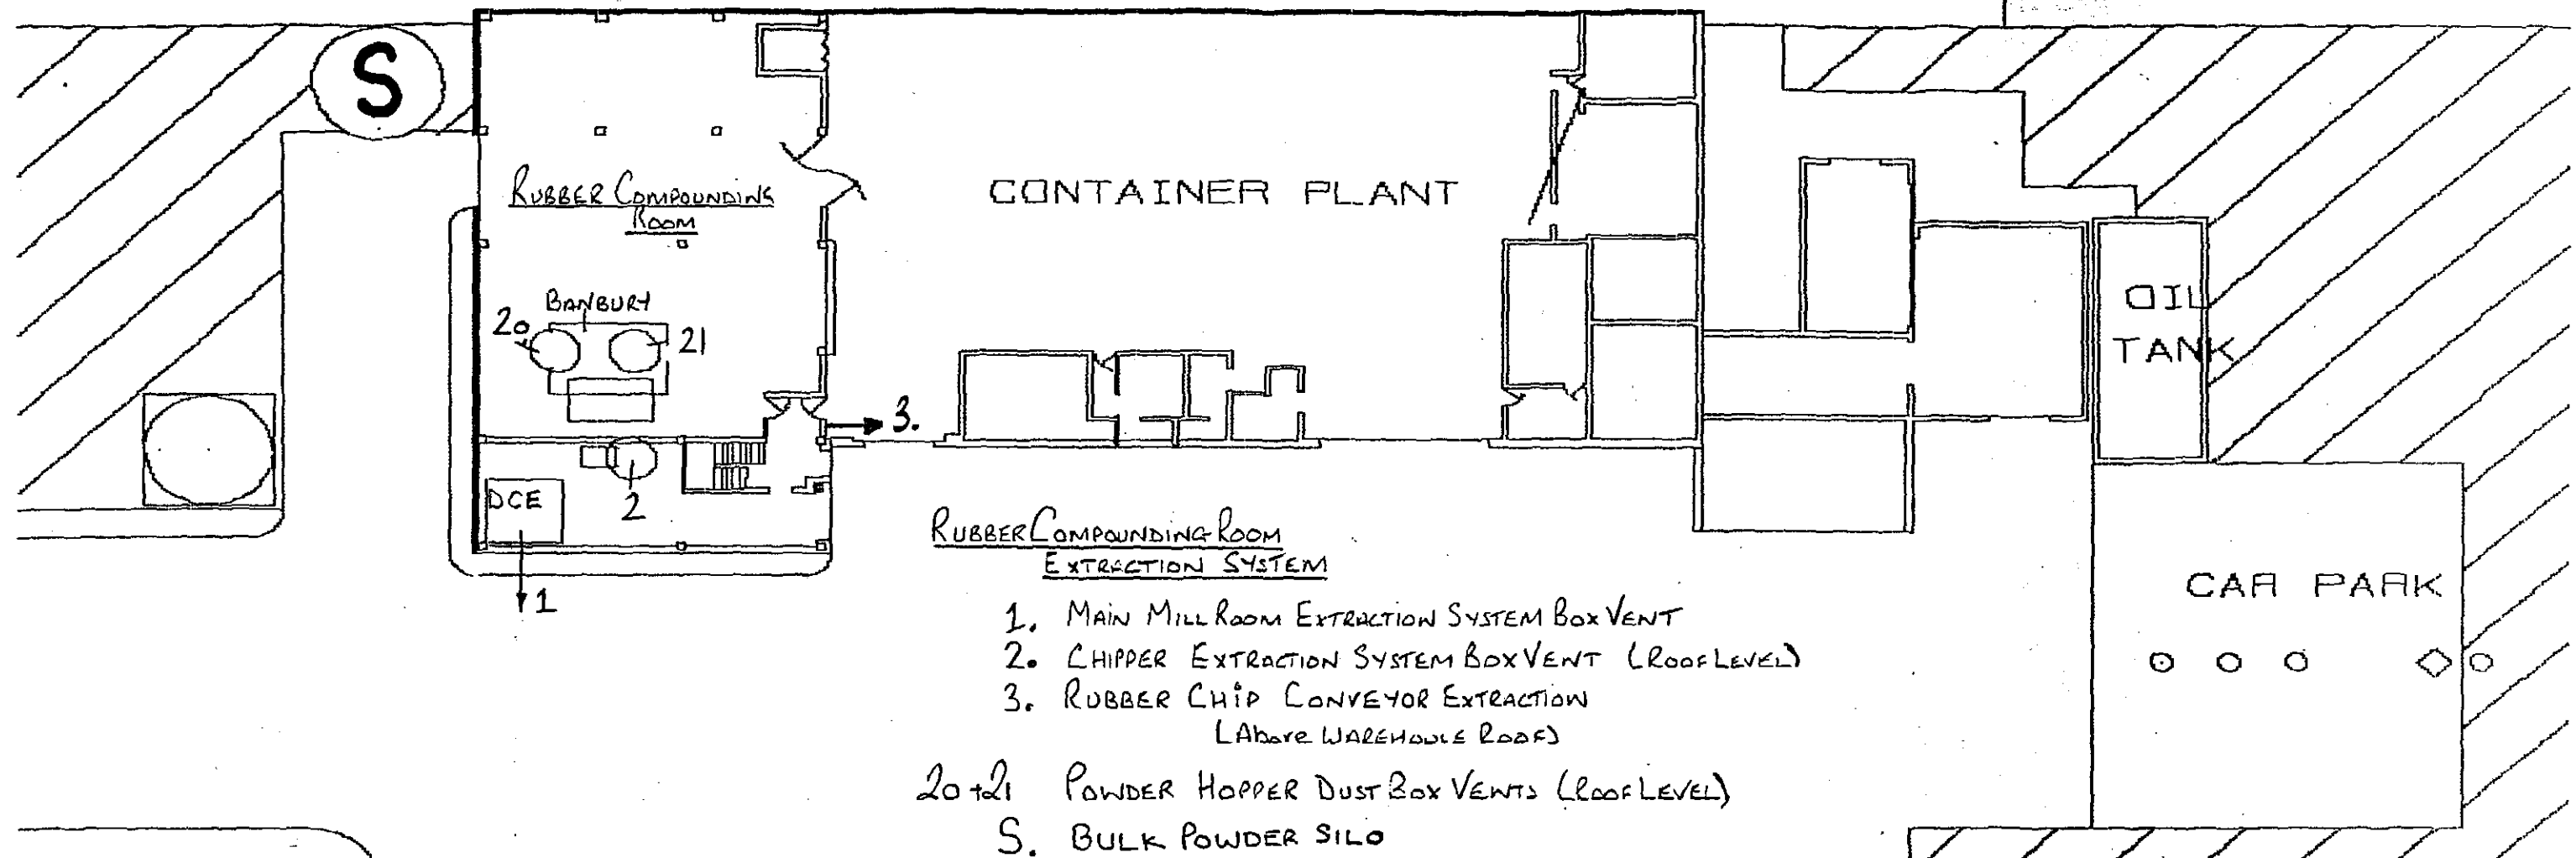 S
RUBBER COMPOUNDING
ROOM
CONTAINER PLANT
BANBURY
20
21
3.
OIL
TANK
DCE
2
1
RUBBER COMPOUNDING ROOM
EXTRACTION SYSTEM
1. MAIN MILL ROOM EXTRACTION SYSTEM BOX VENT
2. CHIPPER EXTRACTION SYSTEM BOX VENT (ROOF LEVEL)
3. RUBBER CHIP CONVEYOR EXTRACTION
(Above WAREHOUSE ROOF)
20+21 POWDER HOPPER DUST BOX VENTS (ROOF LEVEL)
S. BULK POWDER SILO
CAR PARK